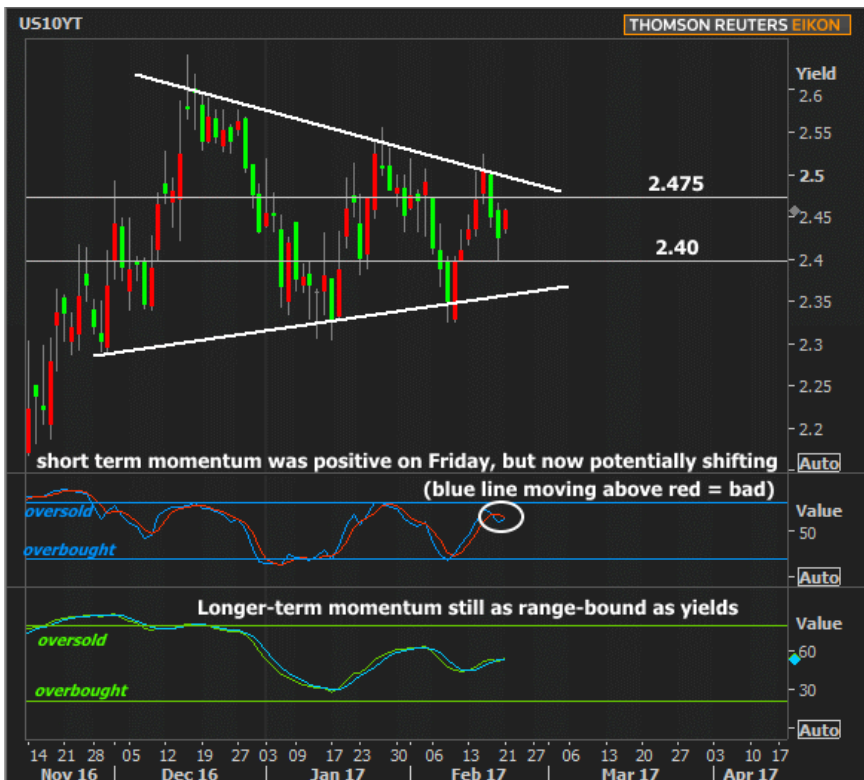 US10YT
THOMSON REUTERS EIKON
Yield
2.6
2.55
2.5
2.475
2.45
2.40
2.4
2.35
2.3
2.25
2.2
short term momentum was positive on Friday, but now potentially shifting
Auto
(blue line moving above red = bad)
oversold
Value
50
overbought
Auto
Longer-term momentum still as range-bound as yields
Value
oversold
60
overbought
30
Auto
14 21 28 05 12 19 27 03 09 17 23 30 06 13 21 27 06 13 20 27 03 10 17
Nov 16 Dec 16 Jan 17 Feb 17 Mar 17 Apr 17